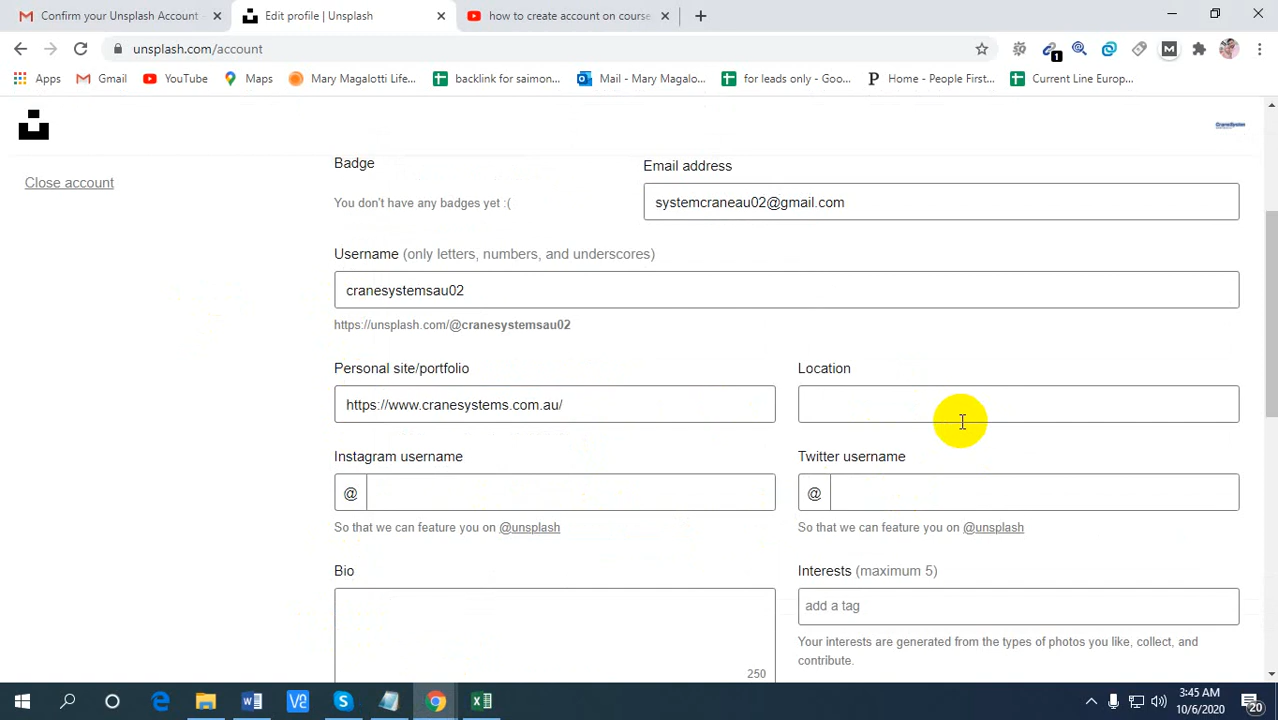 Confirm your Unsplash Account -
Edit profile | Unsplash
how to create account on course
unsplash.com/account
1
Apps
Gmail
YouTube
Maps
Mary Magalotti Life...
backlink for saimon...
Mail - Mary Magalo...
for leads only - Goo...
Home - People First...
Current Line Europ...
CraneSystem
Close account
Badge
Email address
You don't have any badges yet :(
systemcraneau02@gmail.com
Username (only letters, numbers, and underscores)
cranesystemsau02
https://unsplash.com/@cranesystemsau02
Personal site/portfolio
Location
https://www.cranesystems.com.au/
Instagram username
Twitter username
@
@
So that we can feature you on @unsplash
So that we can feature you on @unsplash
Bio
Interests (maximum 5)
add a tag
Your interests are generated from the types of photos you like, collect, and
contribute.
250
3:45 AM
10/6/2020
20